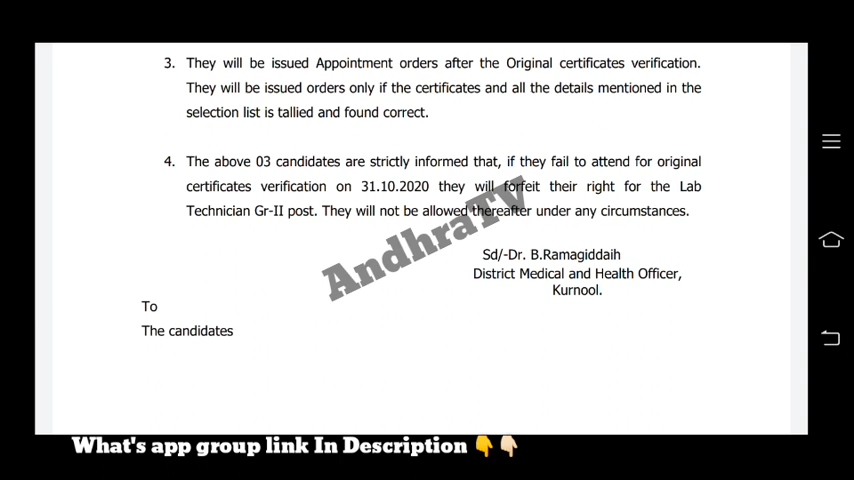 3. They will be issued Appointment orders after the Original certificates verification.
They will be issued orders only if the certificates and all the details mentioned in the
selection list is tallied and found correct.
4. The above 03 candidates are strictly informed that, if they fail to attend for original
certificates verification on 31.10.2020 they will forfeit their right for the Lab
Technician Gr-II post. They will not be allowed thereafter under any circumstances.
AndhraTV
Sd/-Dr. B.Ramagiddaih
District Medical and Health Officer,
Kurnool.
To
The candidates
What's app group link In Description 👇👇🏻